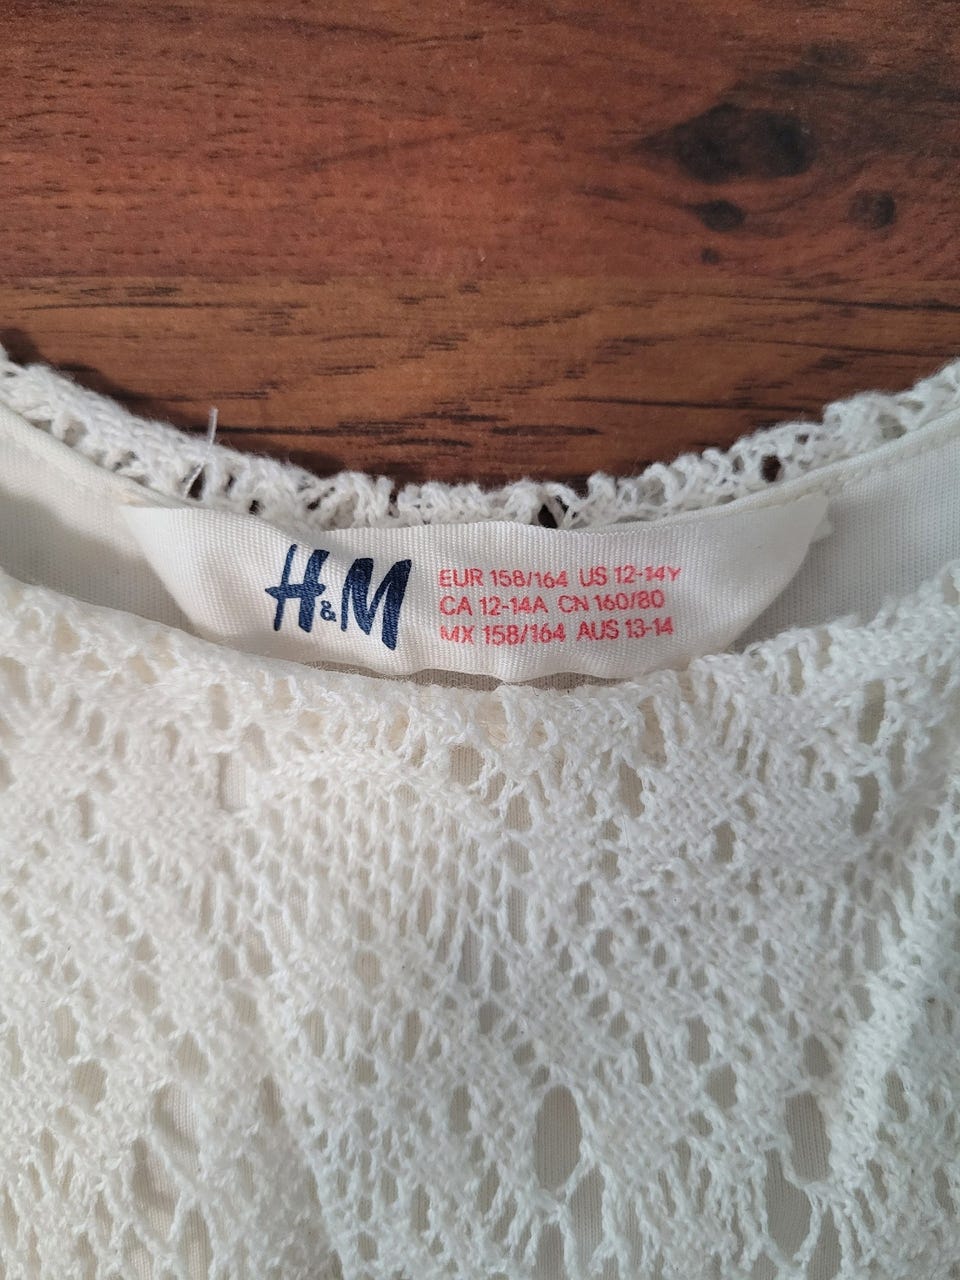 H&M
EUR 158/164 US 12-14Y
CA 12-14A CN 160/80
MX 158/164 AUS 13-14